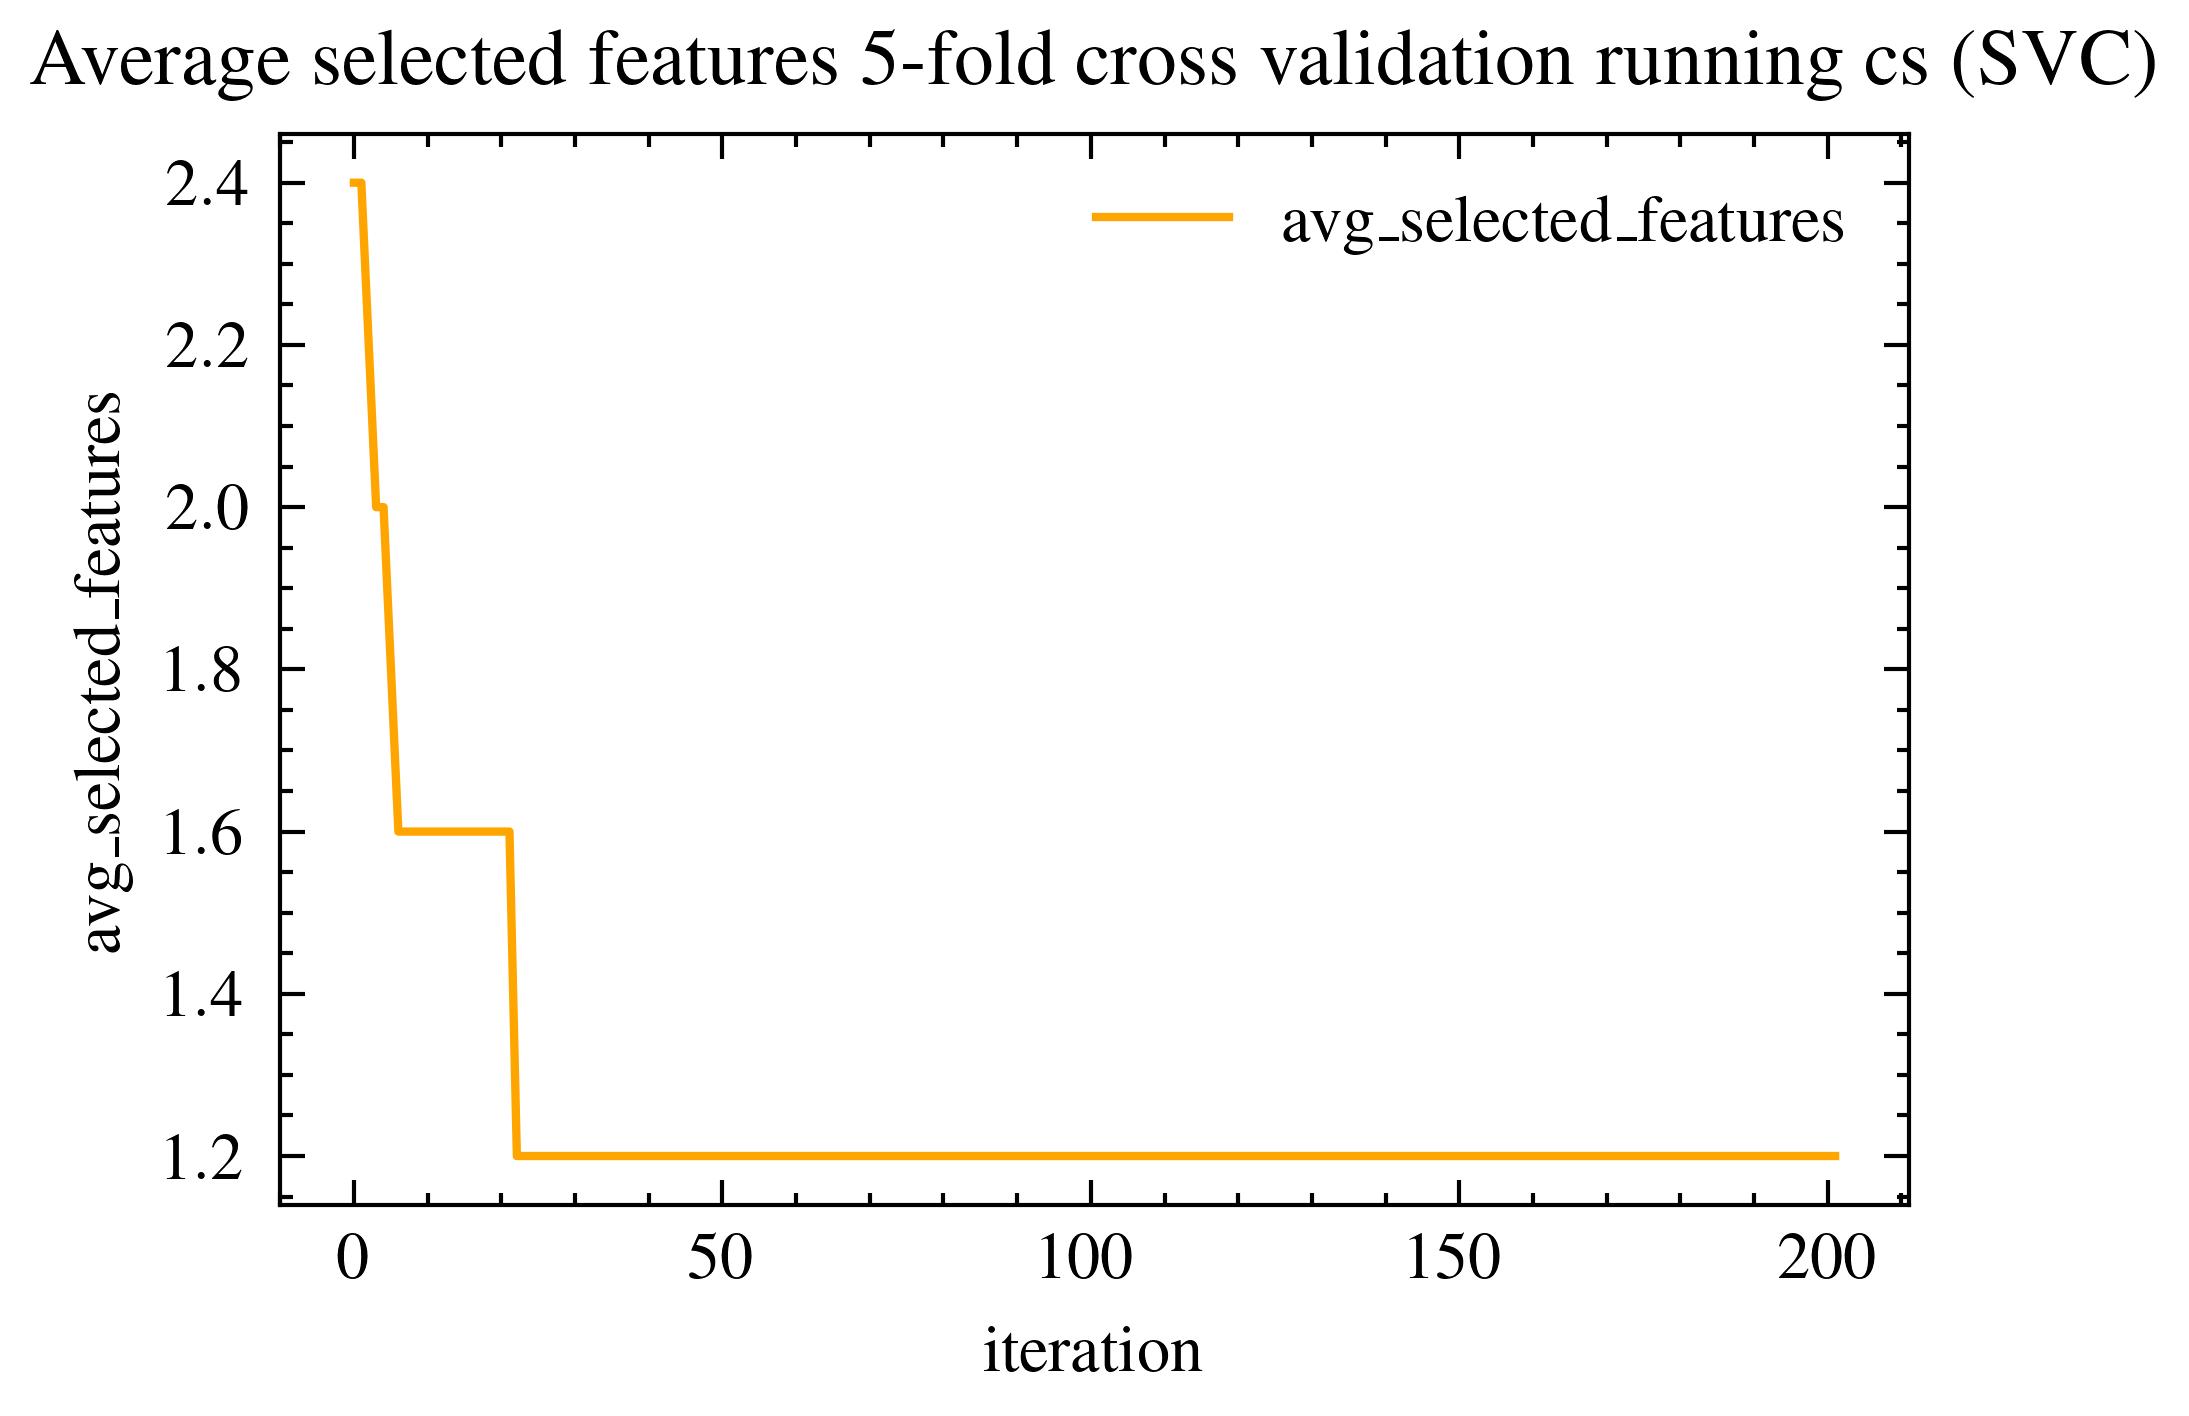 Average selected features 5-fold cross validation running cs (SVC)
avg_selected_features
2.4
2.2
2.0
1.8
1.6
1.4
1.2
avg_selected_features
0 50 100 150 200
iteration